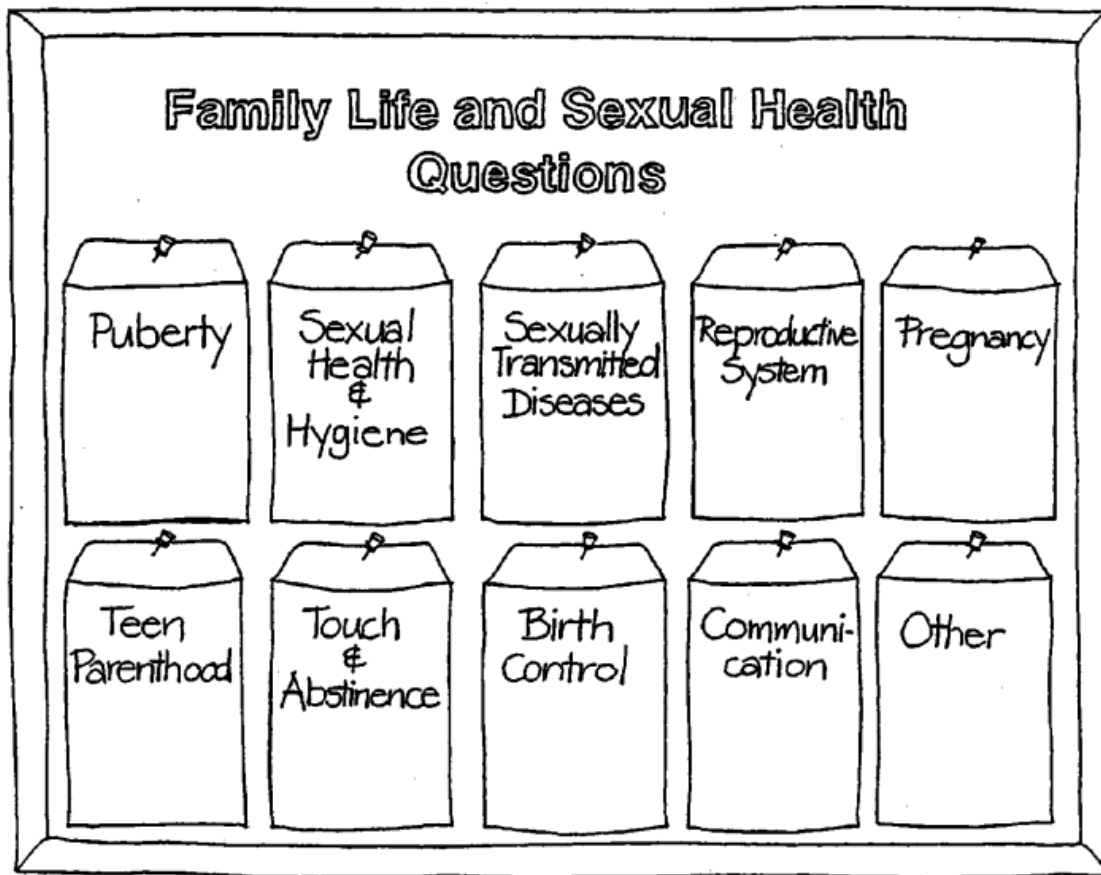 Family Life and Sexual Health
Questions
Puberty
Sexual
Health
&
Hygiene
Sexually
Transmitted
Diseases
Reproductive
System
Pregnancy
Teen
Parenthood
Touch
&
Abstinence
Birth
Control
Communi-
cation
Other